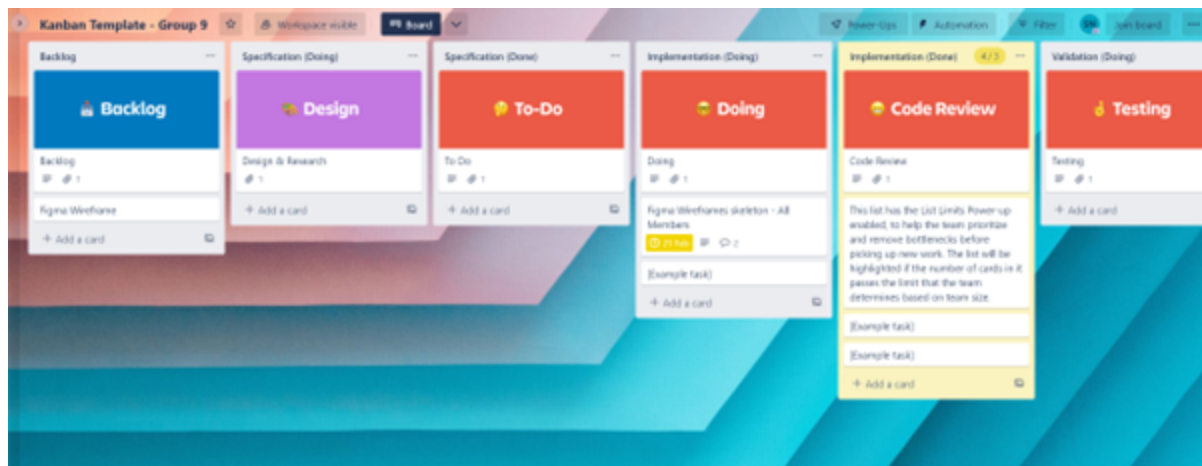 Kanban Template - Group 9
Workspace visible
Board
Power-Ups
Automation
Filter
Join board
Backlog
Backlog
Backlog
1
Figma Wireframe
+ Add a card
Specification (Doing)
Design
Design & Research
1
+ Add a card
Specification (Done)
To-Do
To Do
1
+ Add a card
Implementation (Doing)
Doing
Doing
1
Figma Wireframes skeleton - All
Members
Feb
2
(Example task)
+ Add a card
Implementation (Done)
4/3
Code Review
Code Review
1
This list has the List Limits Power-up
enabled, to help the team prioritize
and remove bottlenecks before
picking up new work. The list will be
highlighted if the number of cards in it
passes the limit that the team
determines based on team size.
(Example task)
(Example task)
+ Add a card
Validation (Doing)
Testing
Testing
1
+ Add a card